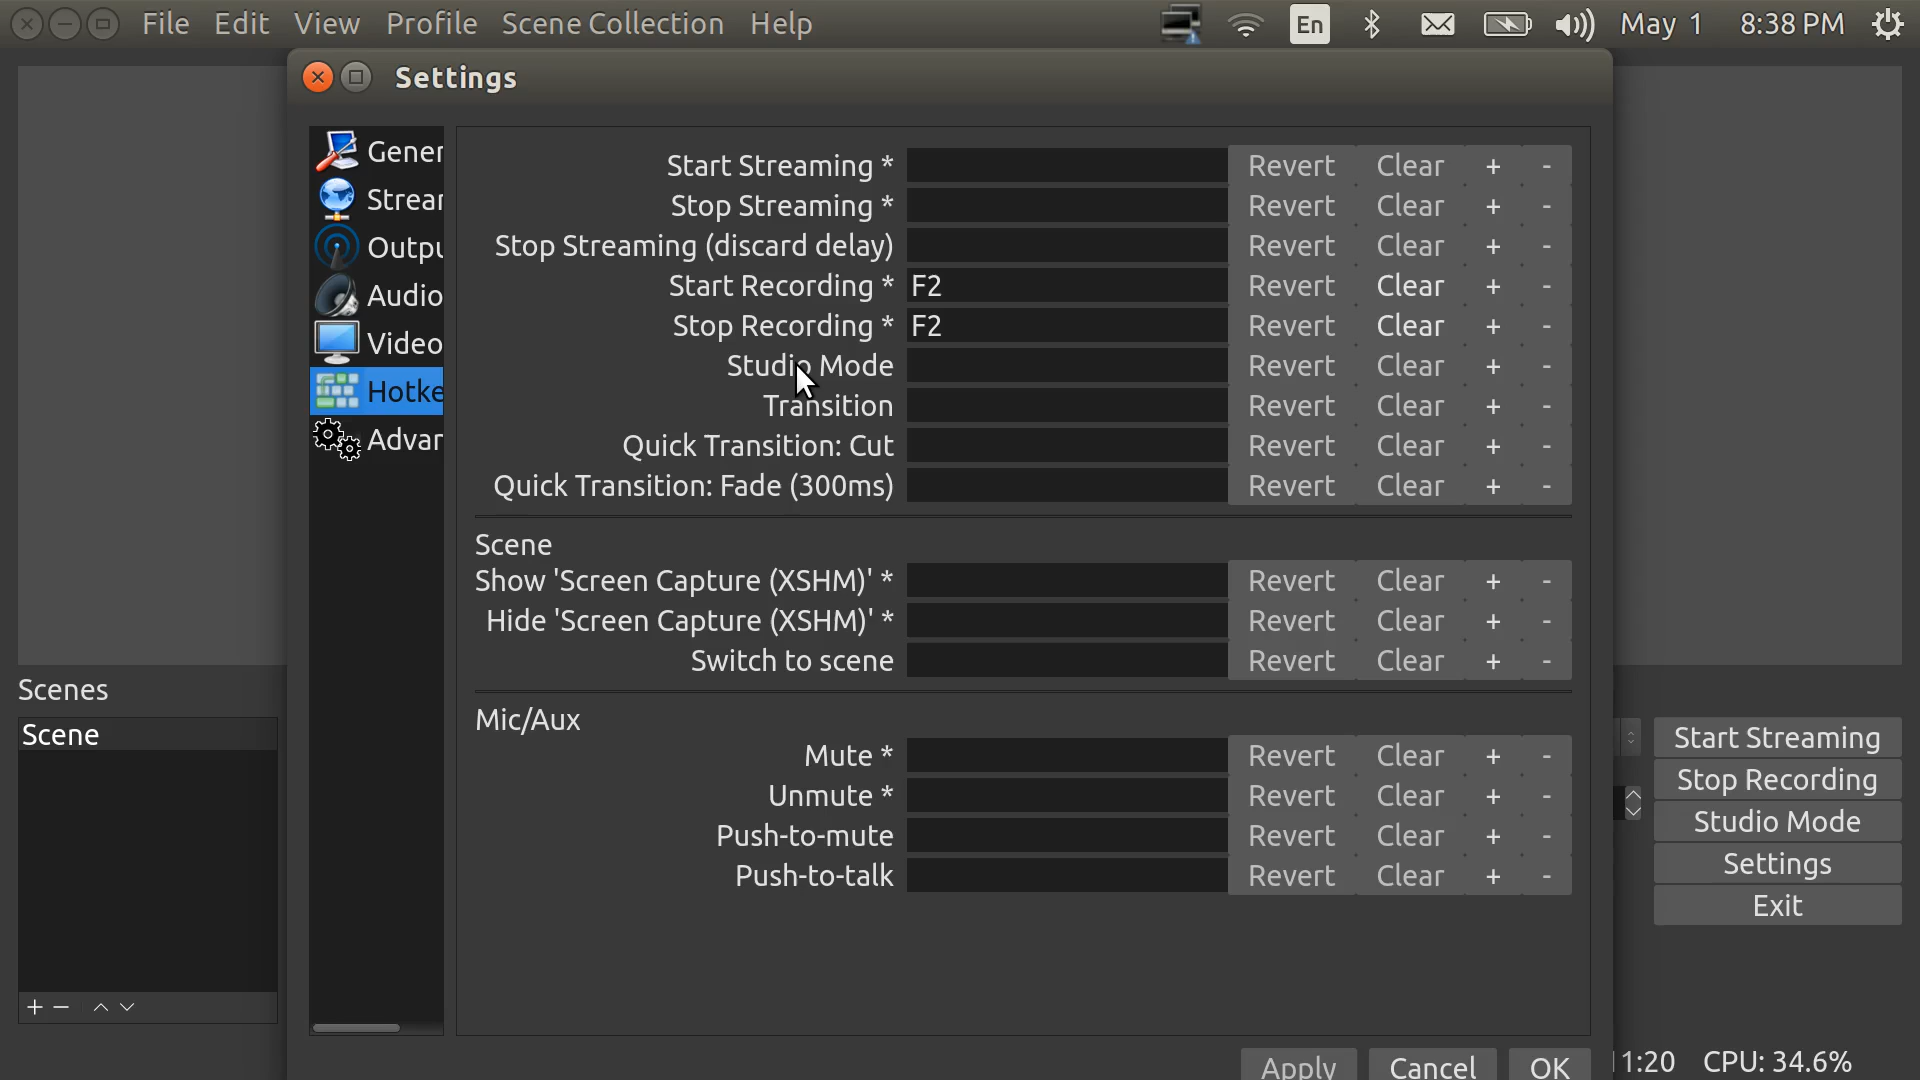 File Edit View Profile Scene Collection Help En May 1 8:38 PM
Settings
Gener
Strear
Outpu
Audio
Video
Hotke
Advar
Start Streaming * Revert Clear + -
Stop Streaming * Revert Clear + -
Stop Streaming (discard delay) Revert Clear + -
Start Recording * F2 Revert Clear + -
Stop Recording * F2 Revert Clear + -
Studio Mode Revert Clear + -
Transition Revert Clear + -
Quick Transition: Cut Revert Clear + -
Quick Transition: Fade (300ms) Revert Clear + -
Scene
Show 'Screen Capture (XSHM)' * Revert Clear + -
Hide 'Screen Capture (XSHM)' * Revert Clear + -
Switch to scene Revert Clear + -
Mic/Aux
Mute * Revert Clear + -
Unmute * Revert Clear + -
Push-to-mute Revert Clear + -
Push-to-talk Revert Clear + -
Apply Cancel OK
Scenes
Scene
Start Streaming
Stop Recording
Studio Mode
Settings
Exit
1:20 CPU: 34.6%